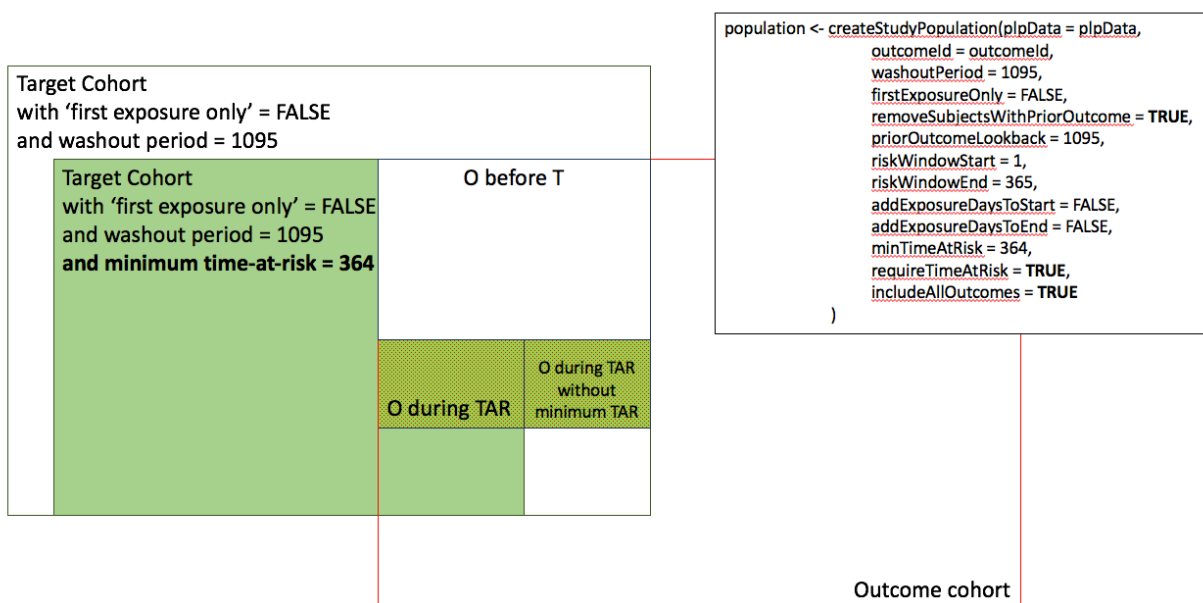 Target Cohort
with ‘first exposure only’ = FALSE
and washout period = 1095
Target Cohort
with ‘first exposure only’ = FALSE
and washout period = 1095
and minimum time-at-risk = 364
O before T
O during TAR
O during TAR
without
minimum TAR
population <- createStudyPopulation(plpData = plpData,
outcomeId = outcomeId,
washoutPeriod = 1095,
firstExposureOnly = FALSE,
removeSubjectsWithPriorOutcome = TRUE,
priorOutcomeLookback = 1095,
riskWindowStart = 1,
riskWindowEnd = 365,
addExposureDaysToStart = FALSE,
addExposureDaysToEnd = FALSE,
minTimeAtRisk = 364,
requireTimeAtRisk = TRUE,
includeAllOutcomes = TRUE
)
Outcome cohort